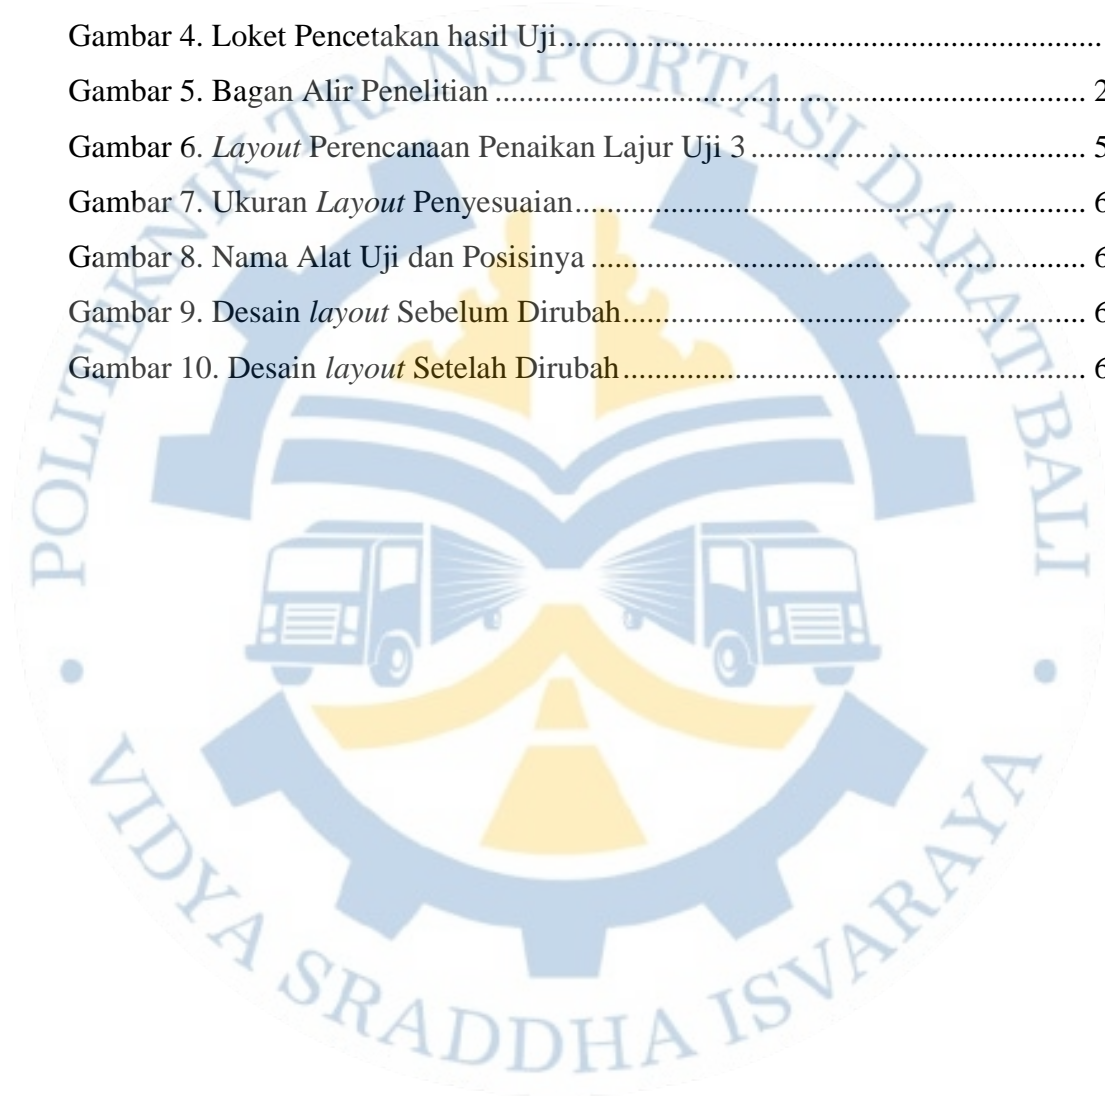 Gambar 4. Loket Pencetakan hasil Uji
Gambar 5. Bagan Alir Penelitian 2
Gambar 6. Layout Perencanaan Penaikan Lajur Uji 3 5
Gambar 7. Ukuran Layout Penyesuaian 6
Gambar 8. Nama Alat Uji dan Posisinya 6
Gambar 9. Desain layout Sebelum Dirubah 6
Gambar 10. Desain layout Setelah Dirubah 6
POLITEKNIK TRANSPORTASI DARAT BALI
VIDYA SRADDHA ISVARAYA